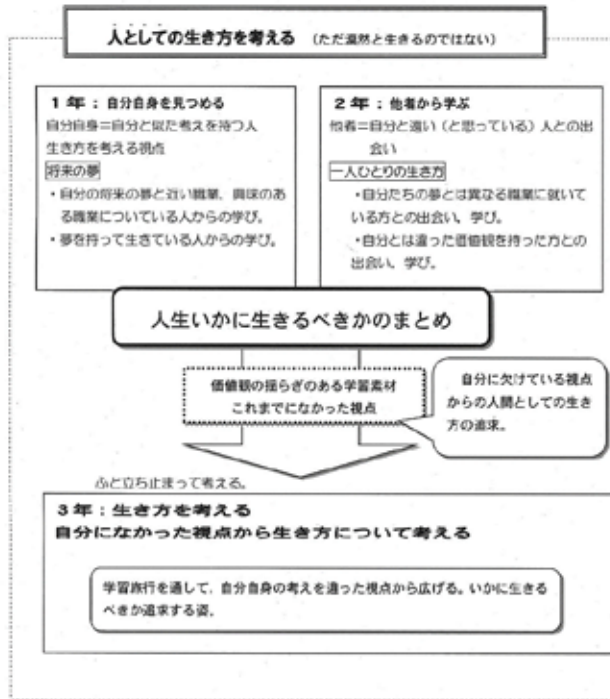 人としての生き方を考える (ただ漠然と生きるのではない)
1年:自分自身を見つめる
自分自身=自分と似た考えを持つ人
生き方を考える視点
将来の夢
・自分の将来の夢と近い職業、興味のあ
る職業についている人からの学び。
・夢を持って生きている人からの学び。
2年:他者から学ぶ
他者=自分と遠い(と思っている)人との出
会い
一人ひとりの生き方
・自分たちの夢とは異なる職業に就いて
いる方との出会い、学び。
・自分とは違った価値観を持った方との
出会い、学び。
人生いかに生きるべきかのまとめ
価値観の揺らぎのある学習素材
これまでになかった視点
自分に欠けている視点
からの人間としての生き
方の追求。
ふと立ち止まって考える。
3年:生き方を考える
自分になかった視点から生き方について考える
学習旅行を通して、自分自身の考えを違った視点から広げる。いかに生きる
べきか追求する姿。